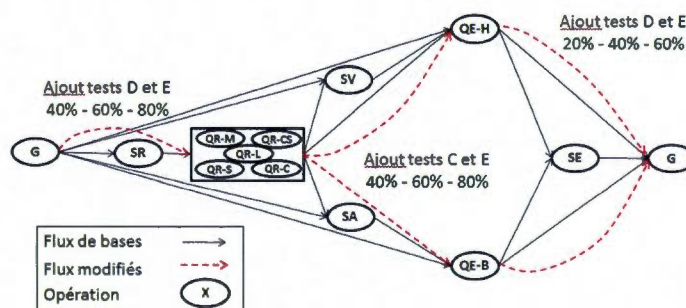 QE-H
Ajout tests D et E
20% - 40% - 60%
Ajout tests D et E
40% - 60% - 80%
SV
QR-M QR-CS
QR-L
QR-S QR-C
G
SR
Ajout tests C et E
40% - 60% - 80%
SE
G
SA
QE-B
Flux de bases
Flux modifiés
Opération X